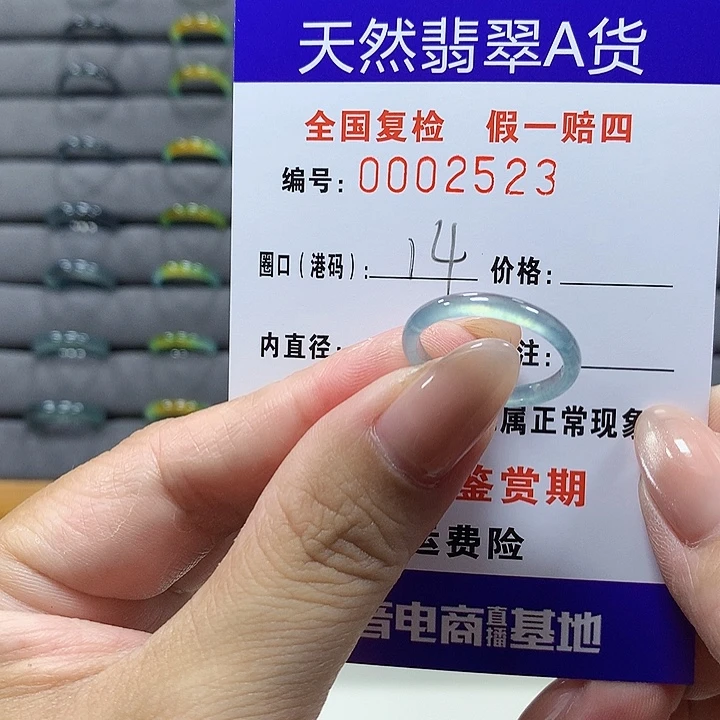 天然翡翠A货
全国复检 假一赔四
编号: 0002523
圈口(港码): 14 价格:
内直径: 注:
属正常现象
鉴赏期
运费险
音电商直播基地